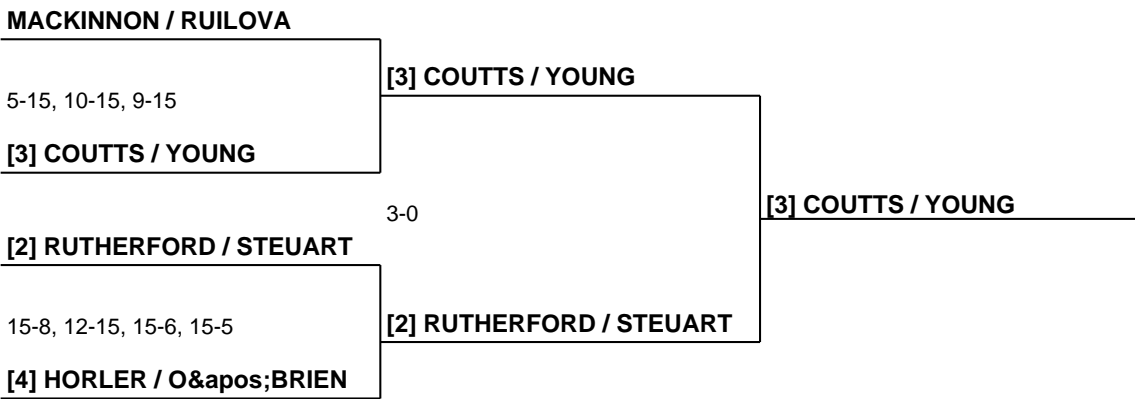 MACKINNON / RUILOVA
[3] COUTTS / YOUNG
5-15, 10-15, 9-15
[3] COUTTS / YOUNG
[3] COUTTS / YOUNG
3-0
[2] RUTHERFORD / STEUART
15-8, 12-15, 15-6, 15-5
[2] RUTHERFORD / STEUART
[4] HORLER / O&apos;BRIEN